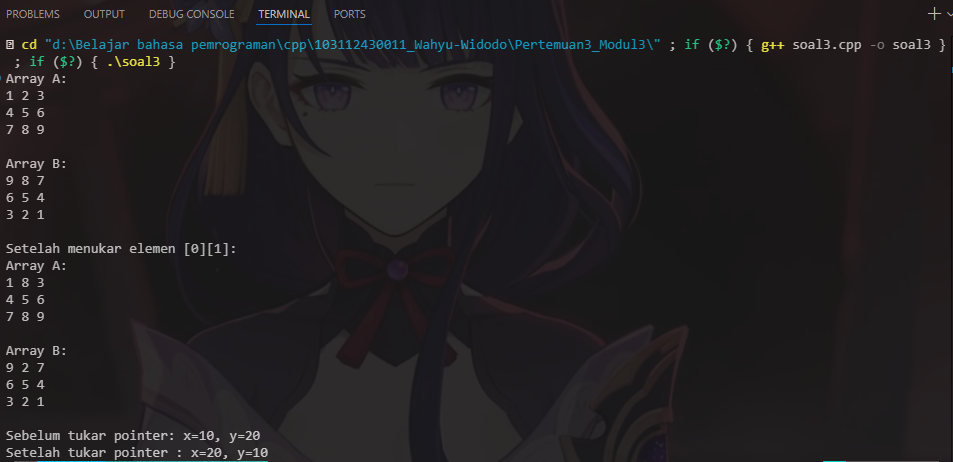 PROBLEMS OUTPUT DEBUG CONSOLE TERMINAL PORTS
cd "d:\Belajar bahasa pemrograman\cpp\103112430011_Wahyu-Widodo\Pertemuan3_Modul3\" ; if ($?) { g++ soal3.cpp -o soal3 }
; if ($?) { .\soal3 }
Array A:
1 2 3
4 5 6
7 8 9
Array B:
9 8 7
6 5 4
3 2 1
Setelah menukar elemen [0][1]:
Array A:
1 8 3
4 5 6
7 8 9
Array B:
9 2 7
6 5 4
3 2 1
Sebelum tukar pointer: x=10, y=20
Setelah tukar pointer : x=20, y=10